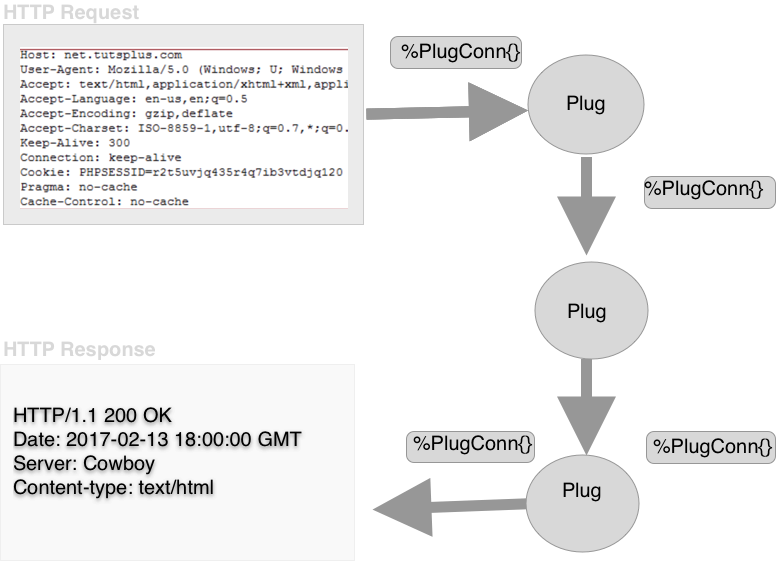 HTTP Request
Host: net.tutsplus.com
User-Agent: Mozilla/5.0 (Windows; U; Windows
Accept: text/html,application/xhtml+xml,appli
Accept-Language: en-us,en;q=0.5
Accept-Encoding: gzip,deflate
Accept-Charset: ISO-8859-1,utf-8;q=0.7,*;q=0.
Keep-Alive: 300
Connection: keep-alive
Cookie: PHPSESSID=r2t5uvjq435r4q7ib3vtdjq120
Pragma: no-cache
Cache-Control: no-cache
%PlugConn{}
Plug
%PlugConn{}
Plug
%PlugConn{}
Plug
%PlugConn{}
HTTP Response
HTTP/1.1 200 OK
Date: 2017-02-13 18:00:00 GMT
Server: Cowboy
Content-type: text/html